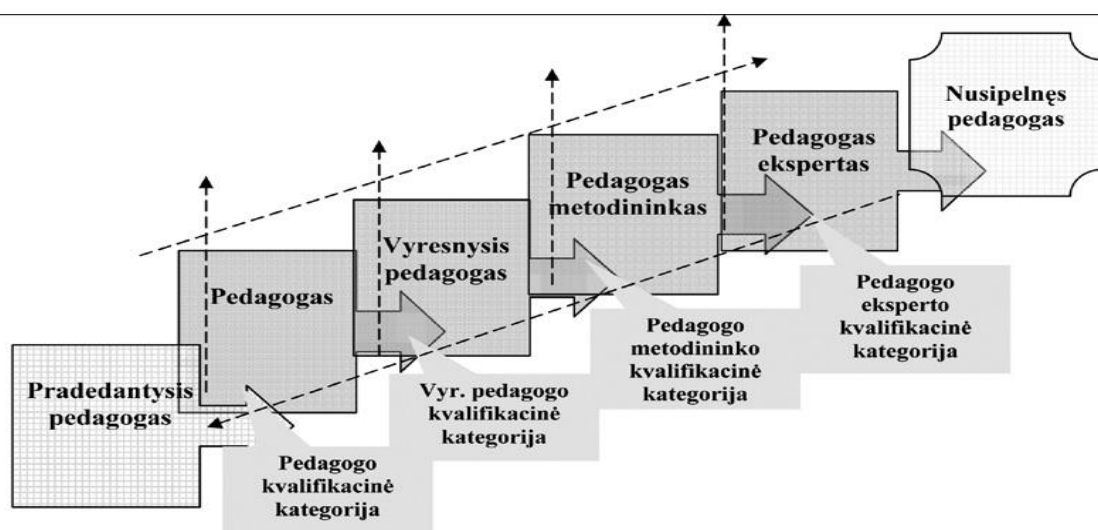 Pradedantysis
pedagogas
Pedagogas
Vyresnysis
pedagogas
Pedagogas
metodininkas
Pedagogas
ekspertas
Nusipelnęs
pedagogas
Pedagogo
kvalifikacinė
kategorija
Vyr. pedagogo
kvalifikacinė
kategorija
Pedagogo
metodininko
kvalifikacinė
kategorija
Pedagogo
eksperto
kvalifikacinė
kategorija